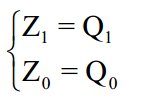 Z₁ = Q₁
Z₀ = Q₀